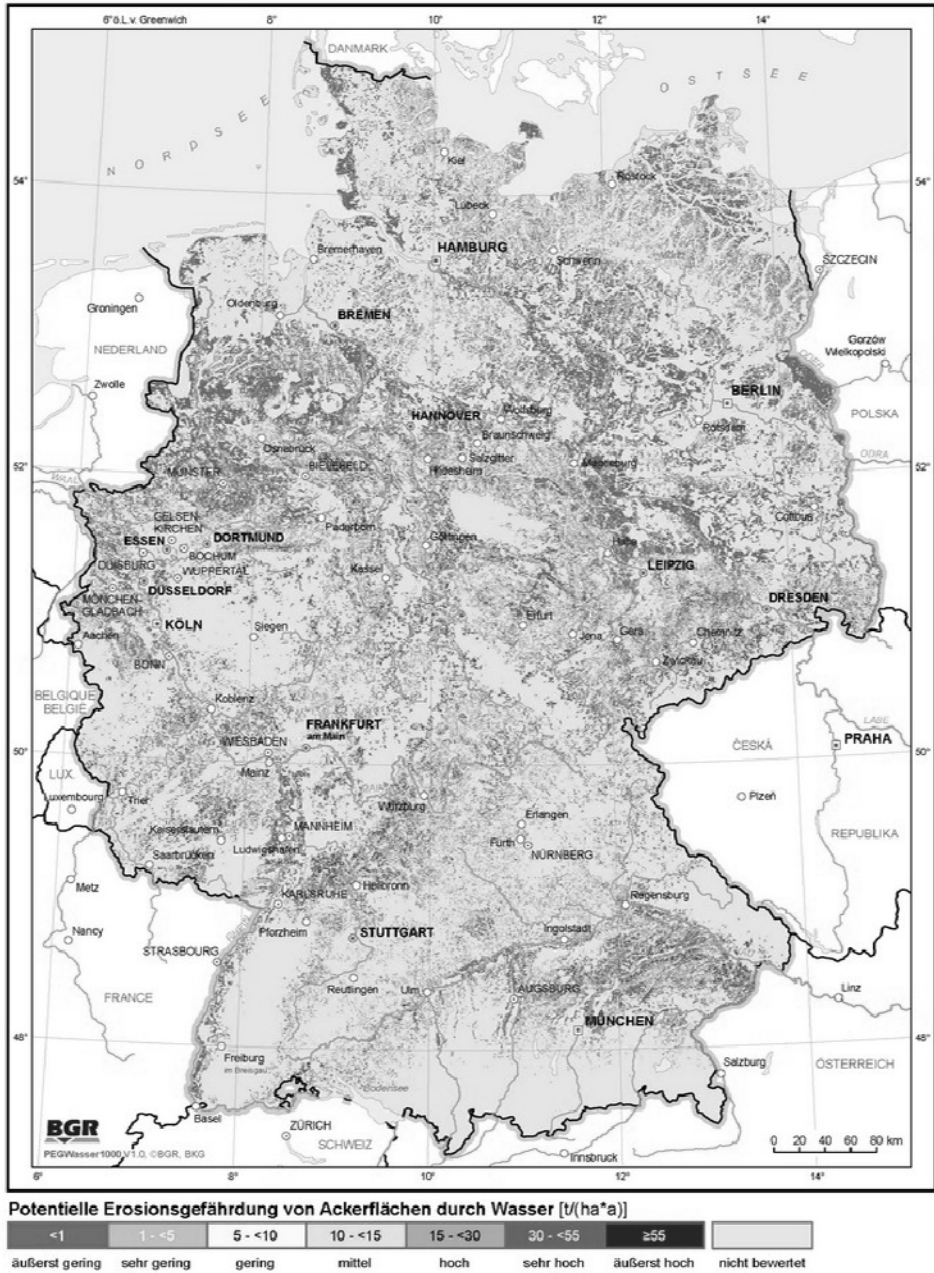 6° ö.L.v. Greenwich 8° 10° 12° 14°
DANMARK
NORDSEE
OSTSEE
Kiel
54° 54°
Rostock
Lübeck
Bremerhaven
HAMBURG
Schwerin
SZCZECIN
Groningen
Oldenburg
BREMEN
NEDERLAND
Gorzów
Wielkopolski
Zwolle
BERLIN
HANNOVER
Wolfsburg
Potsdam
POLSKA
Braunschweig
Osnabrück
52° 52°
Salzgitter
Hildesheim
Magdeburg
ODRA
MÜNSTER
BIELEFELD
GELSEN-
KIRCHEN
Paderborn
Cottbus
ESSEN
DORTMUND
Göttingen
Halle
BOCHUM
DUISBURG
WUPPERTAL
Kassel
LEIPZIG
DÜSSELDORF
MÖNCHEN-
GLADBACH
DRESDEN
KÖLN
Siegen
Erfurt
Jena
Gera
Chemnitz
Aachen
BONN
Zwickau
BELGIQUE
BELGIË
Koblenz
FRANKFURT
am Main
LABE
WIESBADEN
50° 50°
ČESKÁ
PRAHA
Mainz
LUX.
Luxembourg
Trier
Würzburg
Plzeň
Erlangen
Kaiserslautern
MANNHEIM
REPUBLIKA
Ludwigshafen
Fürth
NÜRNBERG
Saarbrücken
Metz
Heilbronn
KARLSRUHE
Regensburg
Pforzheim
Nancy
STUTTGART
Ingolstadt
STRASBOURG
Reutlingen
Ulm
AUGSBURG
Linz
FRANCE
MÜNCHEN
48° 48°
Freiburg
im Breisgau
Salzburg
ÖSTERREICH
Bodensee
Basel
BGR
ZÜRICH
SCHWEIZ
0 20 40 60 80 km
PEGWasser1000 V1.0, ©BGR, BKG
Innsbruck
6° 8° 10° 12° 14°
Potentielle Erosionsgefährdung von Ackerflächen durch Wasser [t/(ha*a)]
<1 1 - <5 5 - <10 10 - <15 15 - <30 30 - <55 ≥55
äußerst gering sehr gering gering mittel hoch sehr hoch äußerst hoch nicht bewertet